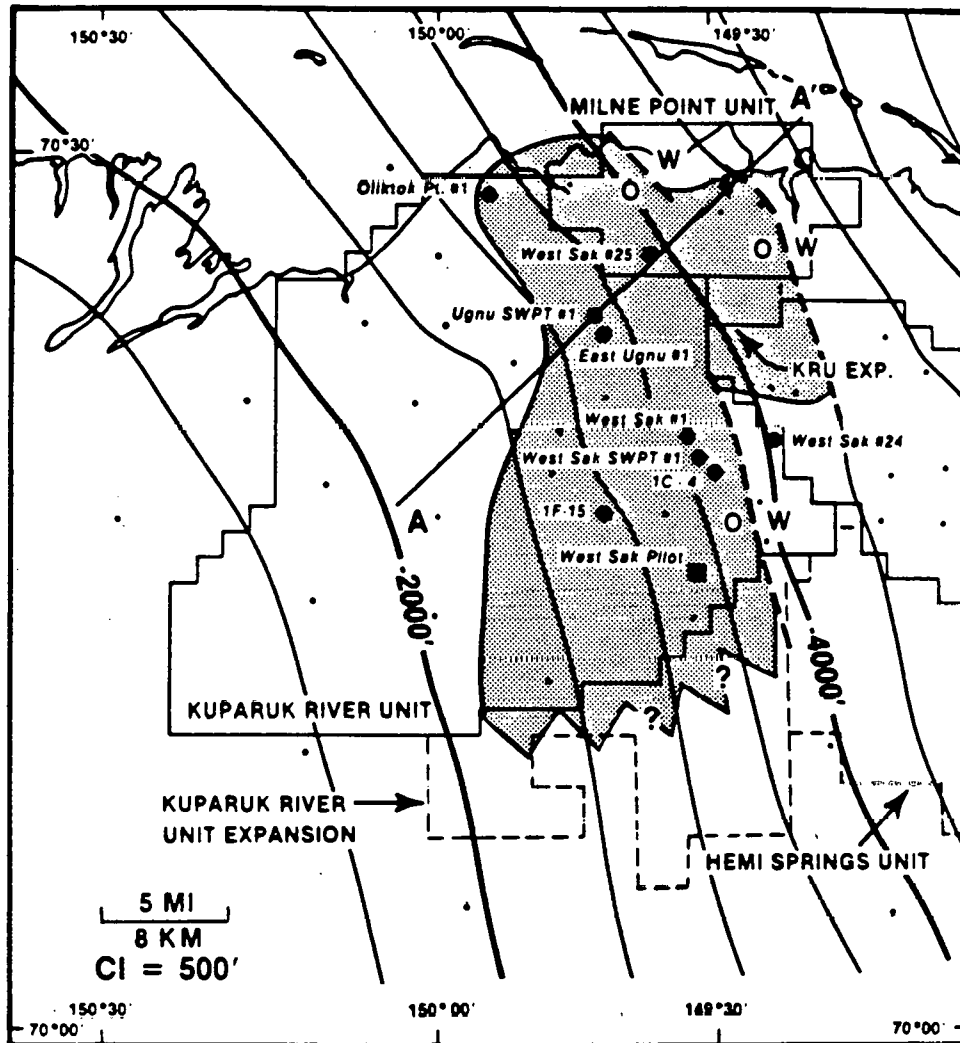 150°30'
150°00'
149°30'
A'
MILNE POINT UNIT
70°30'
W
Oliktok Pt. #1
O
West Sak #25
O
W
Ugnu SWPT #1
East Ugnu #1
KRU EXP.
West Sak #1
West Sak #24
West Sak SWPT #1
1C-4
1F-15
A
O
W
West Sak Pilot
-2000'
-4000'
?
?
KUPARUK RIVER UNIT
KUPARUK RIVER
UNIT EXPANSION
HEMI SPRINGS UNIT
5 MI
8 KM
CI = 500'
150°30'
150°00'
149°30'
70°00'
70°00'